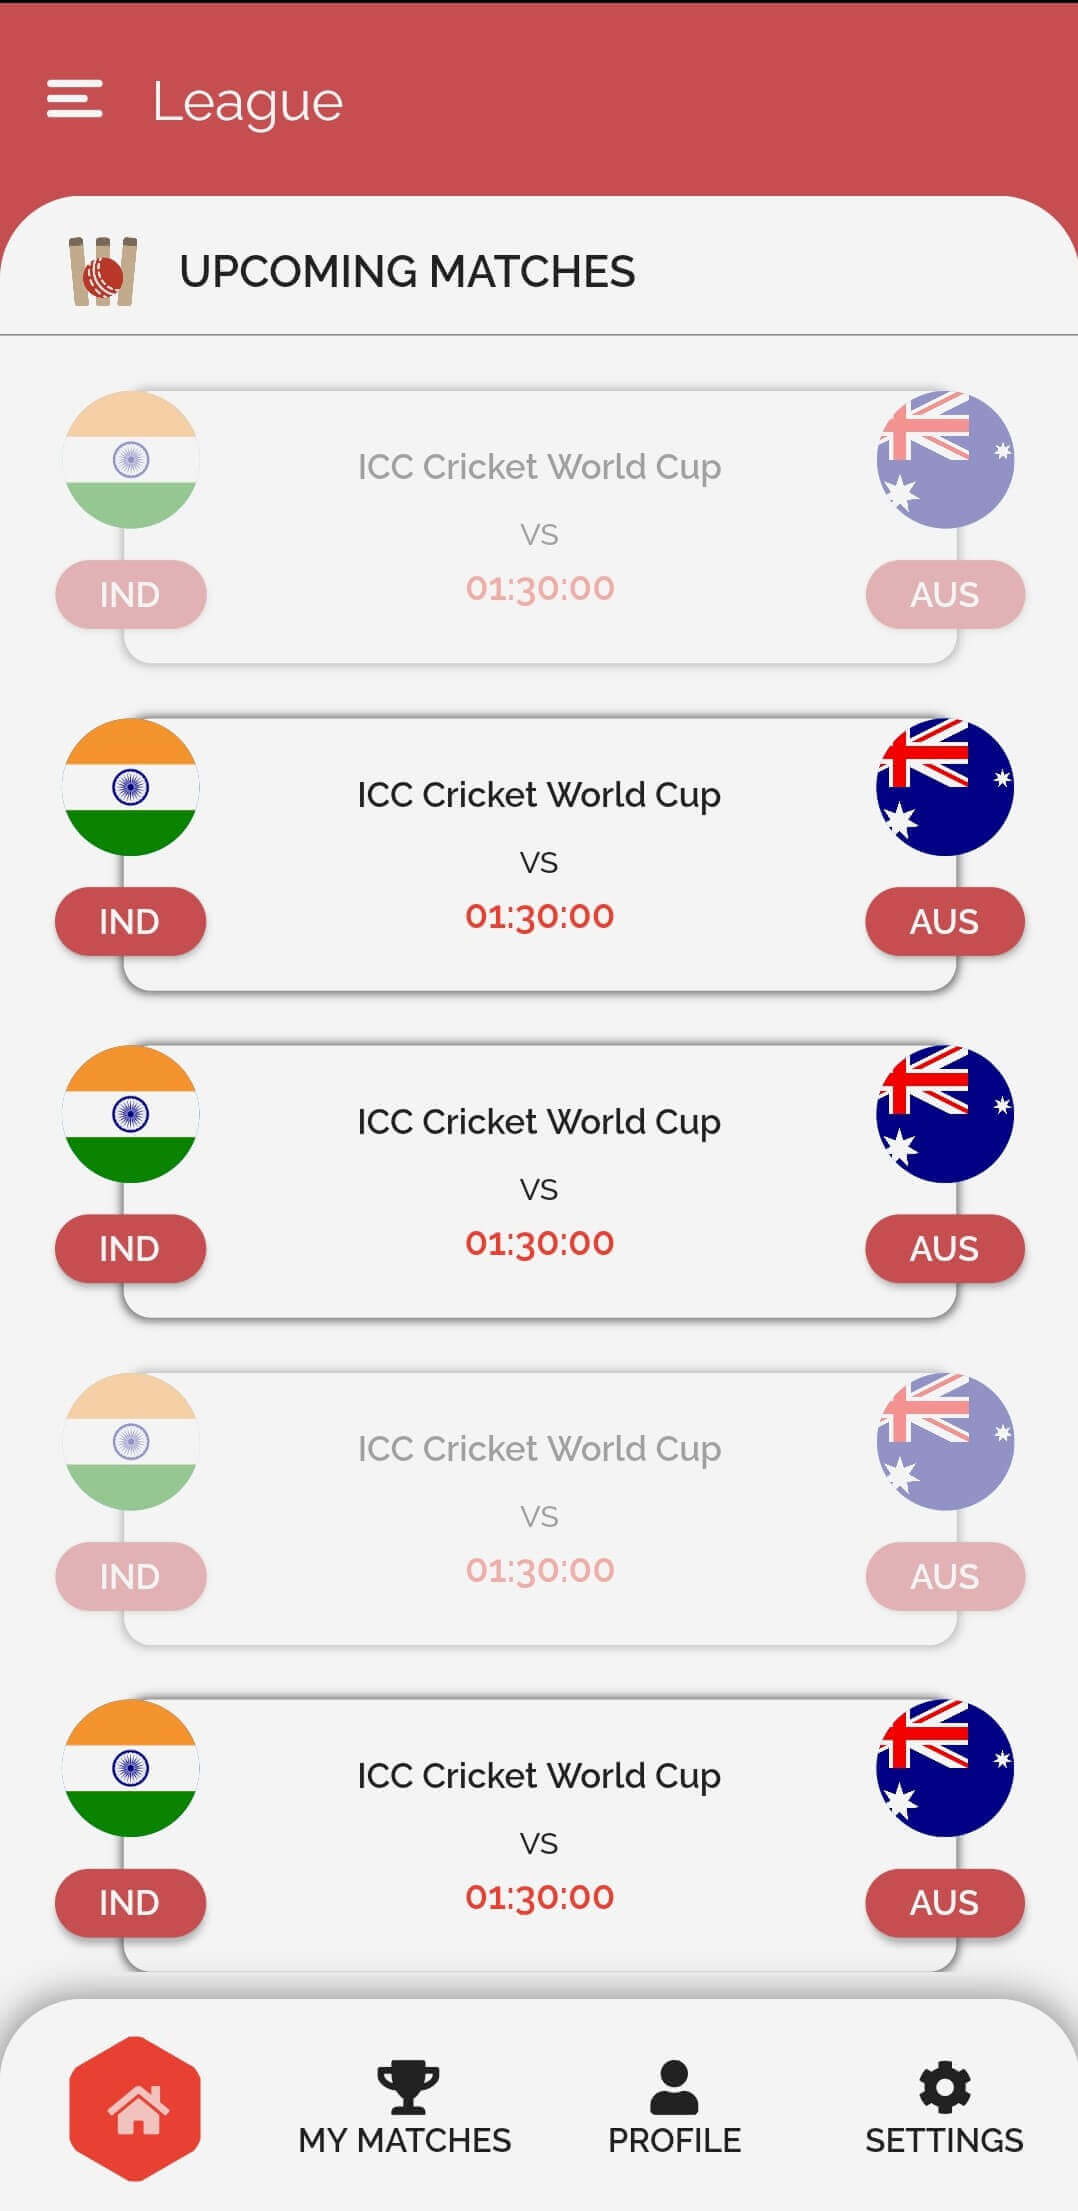 League
UPCOMING MATCHES
ICC Cricket World Cup
VS
01:30:00
IND
AUS
ICC Cricket World Cup
VS
01:30:00
IND
AUS
ICC Cricket World Cup
VS
01:30:00
IND
AUS
ICC Cricket World Cup
VS
01:30:00
IND
AUS
ICC Cricket World Cup
VS
01:30:00
IND
AUS
MY MATCHES
PROFILE
SETTINGS